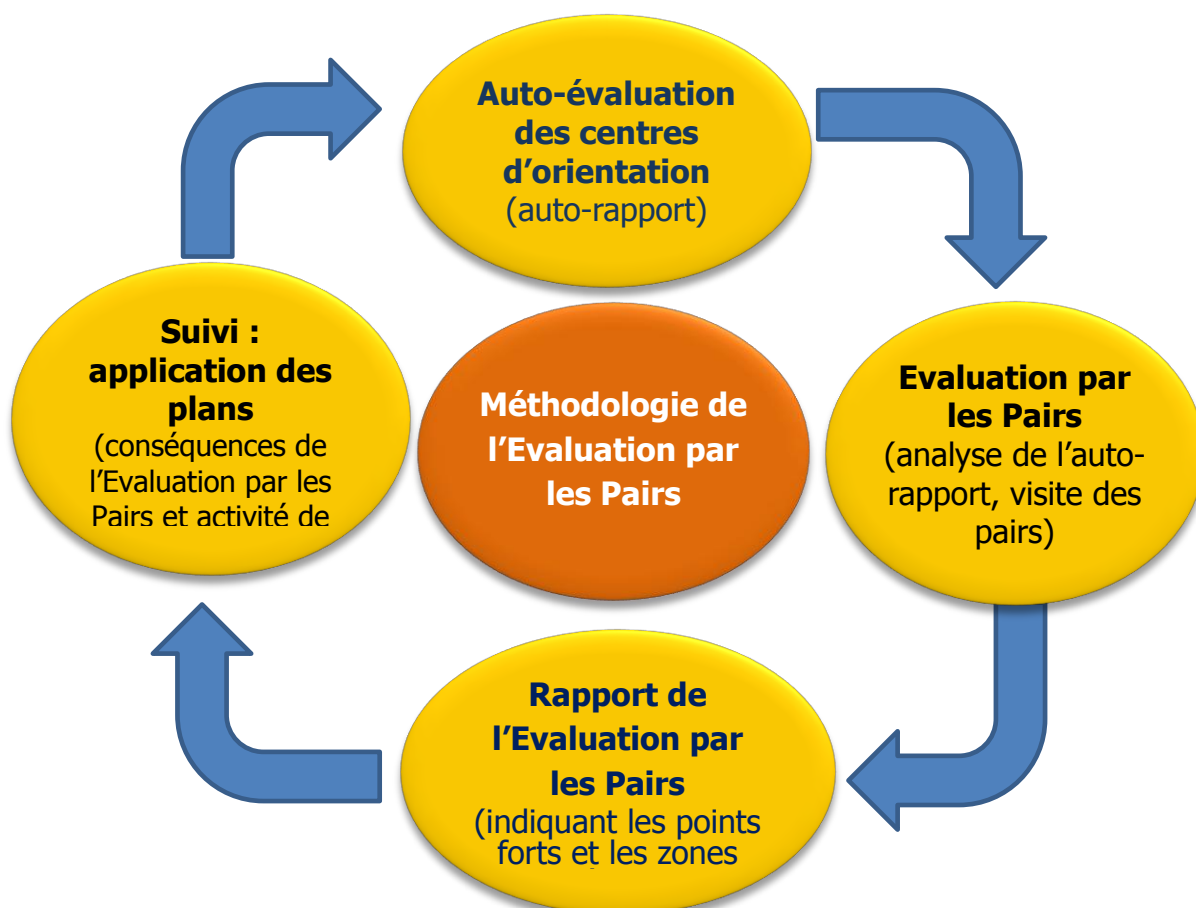 Auto-évaluation
des centres
d’orientation
(auto-rapport)
Suivi :
application des
plans
(conséquences de
l’Evaluation par les
Pairs et activité de
Méthodologie de
l’Evaluation par
les Pairs
Evaluation par
les Pairs
(analyse de l’auto-
rapport, visite des
pairs)
Rapport de
l’Evaluation par
les Pairs
(indiquant les points
forts et les zones